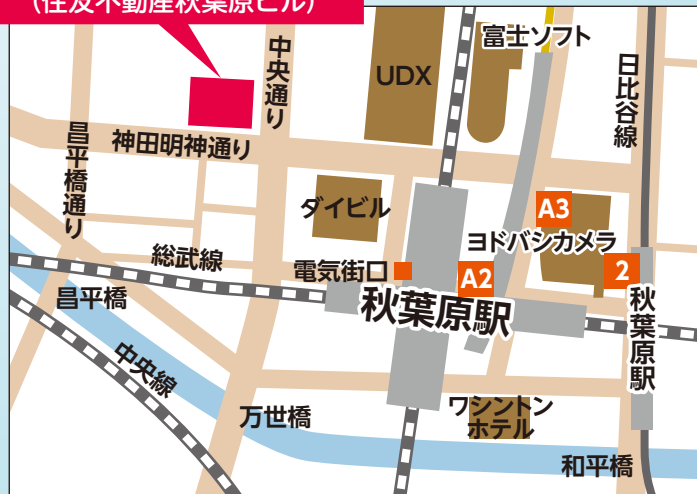 (住友不動産秋葉原ビル)
中央通り
UDX
富士ソフト
日比谷線
昌平橋通り
神田明神通り
ダイビル
A3
ヨドバシカメラ
総武線
電気街口
A2
2
昌平橋
秋葉原駅
秋葉原駅
中央線
万世橋
ワシントン
ホテル
和平橋